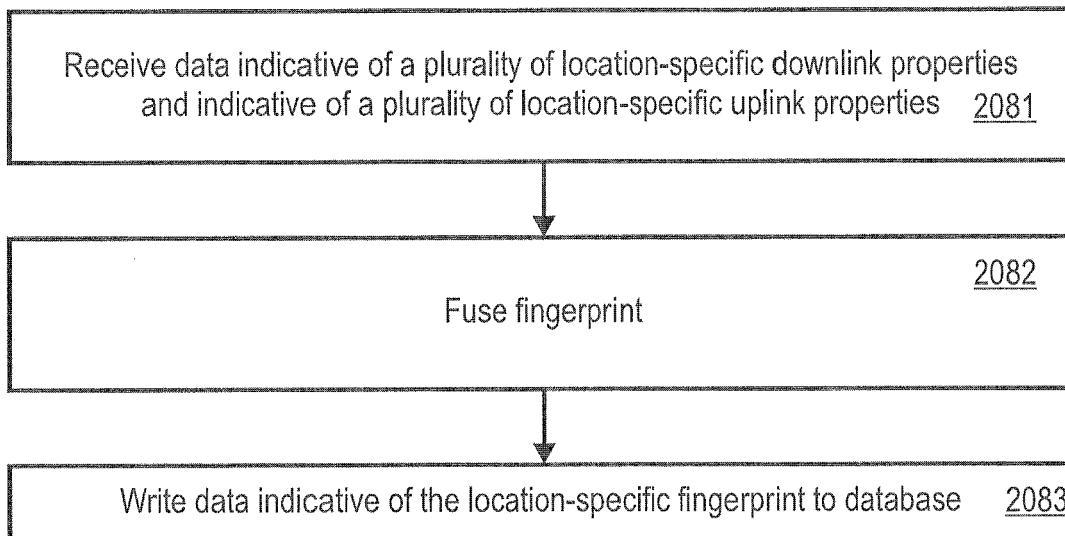 Receive data indicative of a plurality of location-specific downlink properties
and indicative of a plurality of location-specific uplink properties 2081
2082
Fuse fingerprint
Write data indicative of the location-specific fingerprint to database 2083